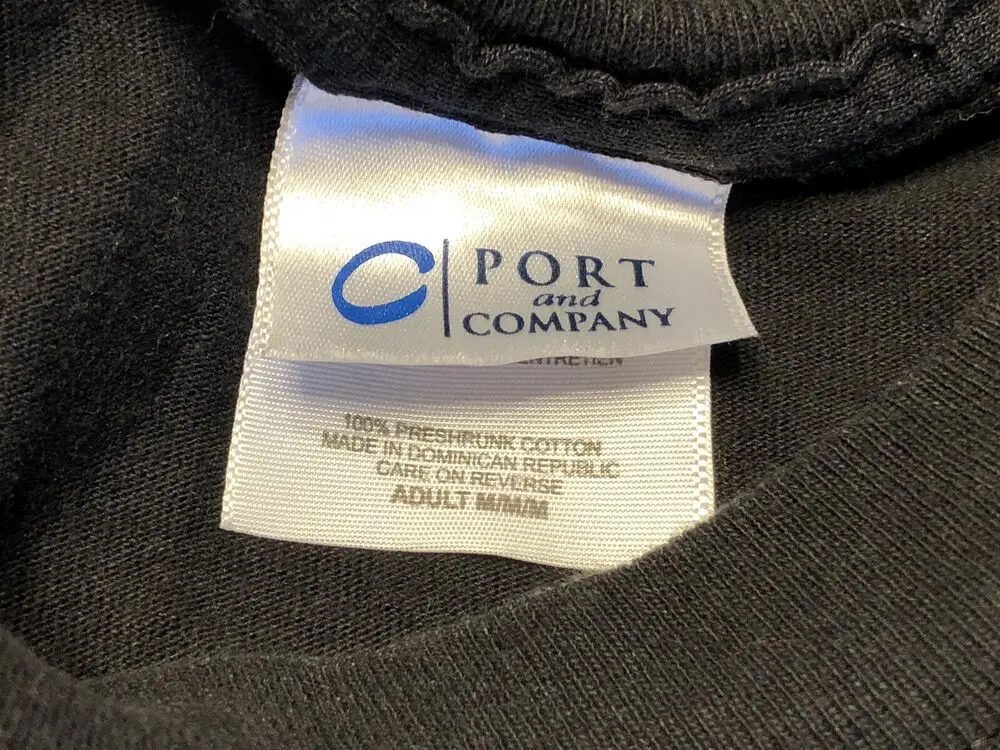 PORT
and
COMPANY
100% PRESHRUNK COTTON
MADE IN DOMINICAN REPUBLIC
CARE ON REVERSE
ADULT M/M/M